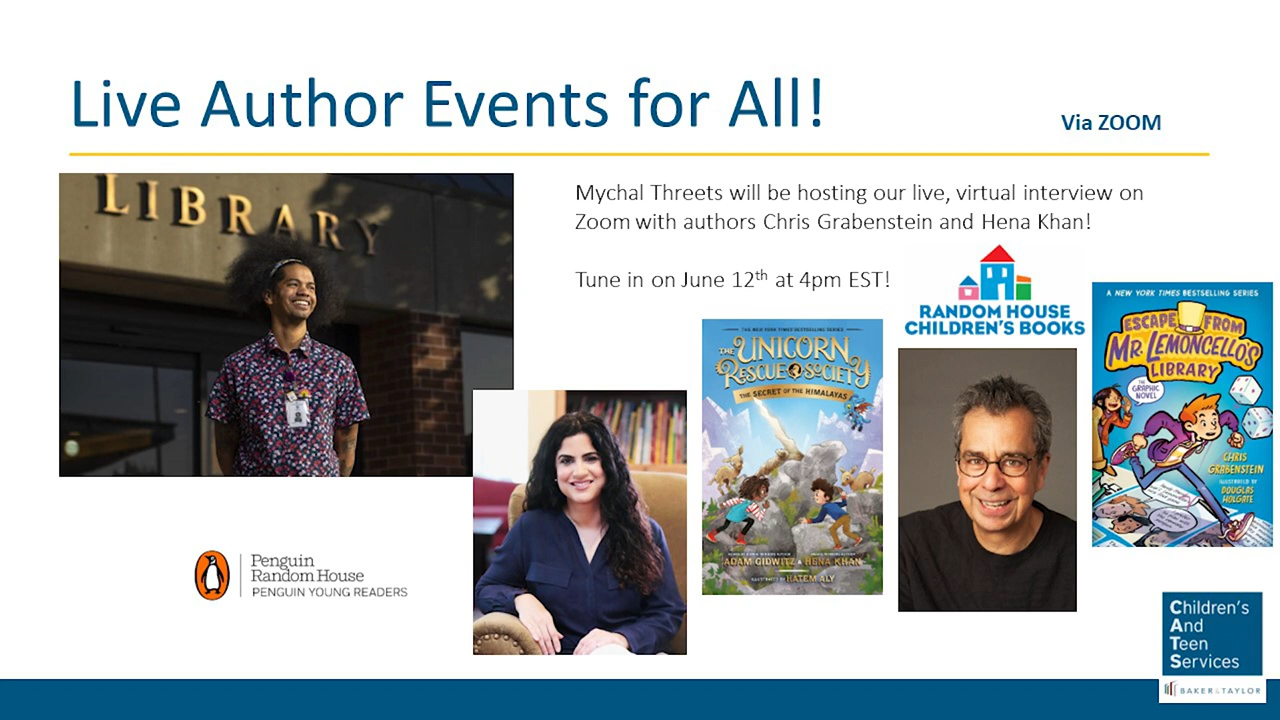 Live Author Events for All!
Via ZOOM
LIBRARY
Mychal Threets will be hosting our live, virtual interview on
Zoom with authors Chris Grabenstein and Hena Khan!
Tune in on June 12th at 4pm EST!
RANDOM HOUSE
CHILDREN'S BOOKS
THE NEW YORK TIMES BESTSELLING SERIES
THE UNICORN
RESCUE SOCIETY
THE SECRET OF THE HIMALAYAS
ADAM GIDWITZ & HENA KHAN
ILLUSTRATED BY HATEM ALY
A NEW YORK TIMES BESTSELLING SERIES
ESCAPE FROM
MR. LEMONCELLO'S
LIBRARY
THE
GRAPHIC
NOVEL
CHRIS
GRABENSTEIN
ILLUSTRATED BY
DOUGLAS
HOLGATE
Penguin
Random House
PENGUIN YOUNG READERS
Children's
And
Teen
Services
BAKER & TAYLOR